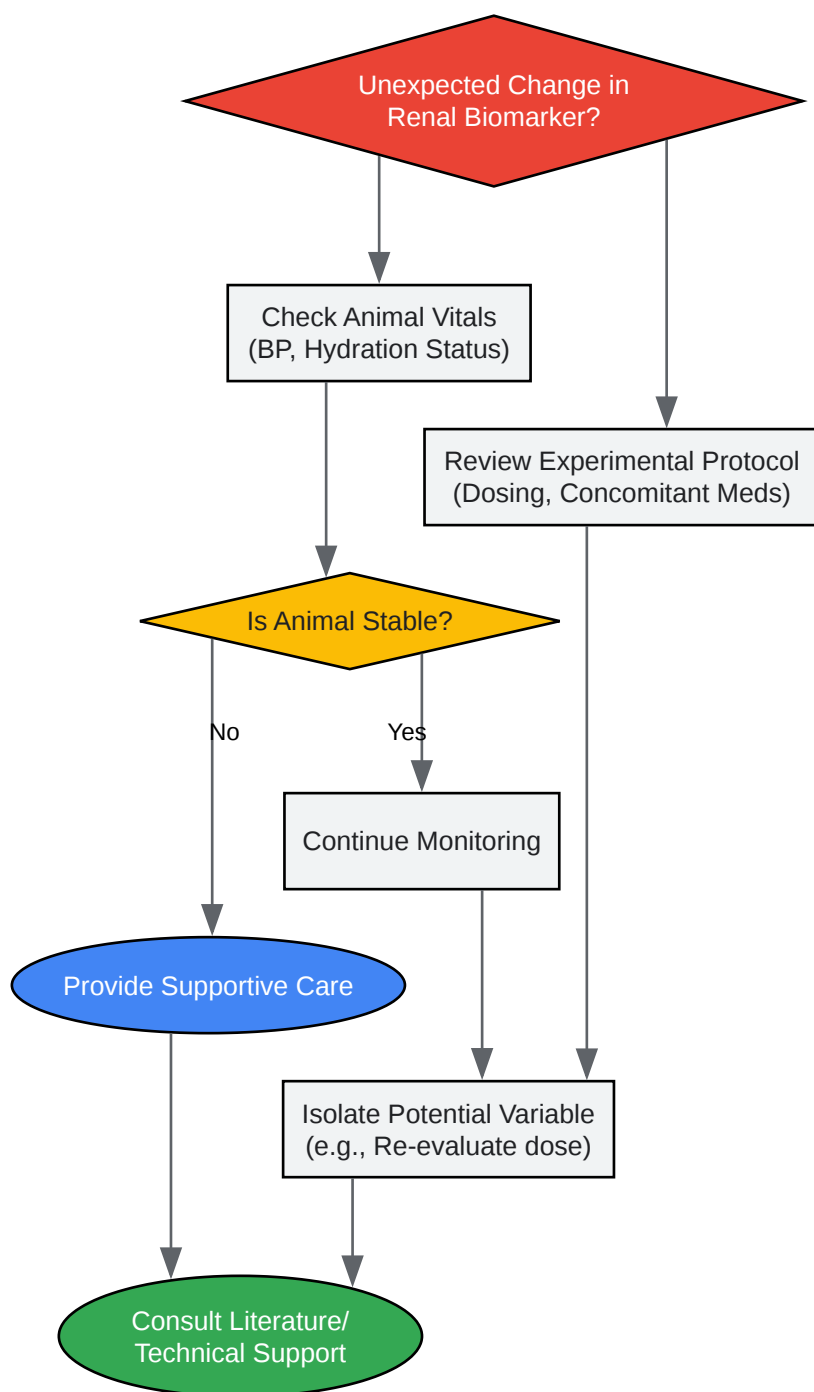 Unexpected Change in
Renal Biomarker?
Check Animal Vitals
(BP, Hydration Status)
Review Experimental Protocol
(Dosing, Concomitant Meds)
Is Animal Stable?
No
Yes
Continue Monitoring
Provide Supportive Care
Isolate Potential Variable
(e.g., Re-evaluate dose)
Consult Literature/
Technical Support